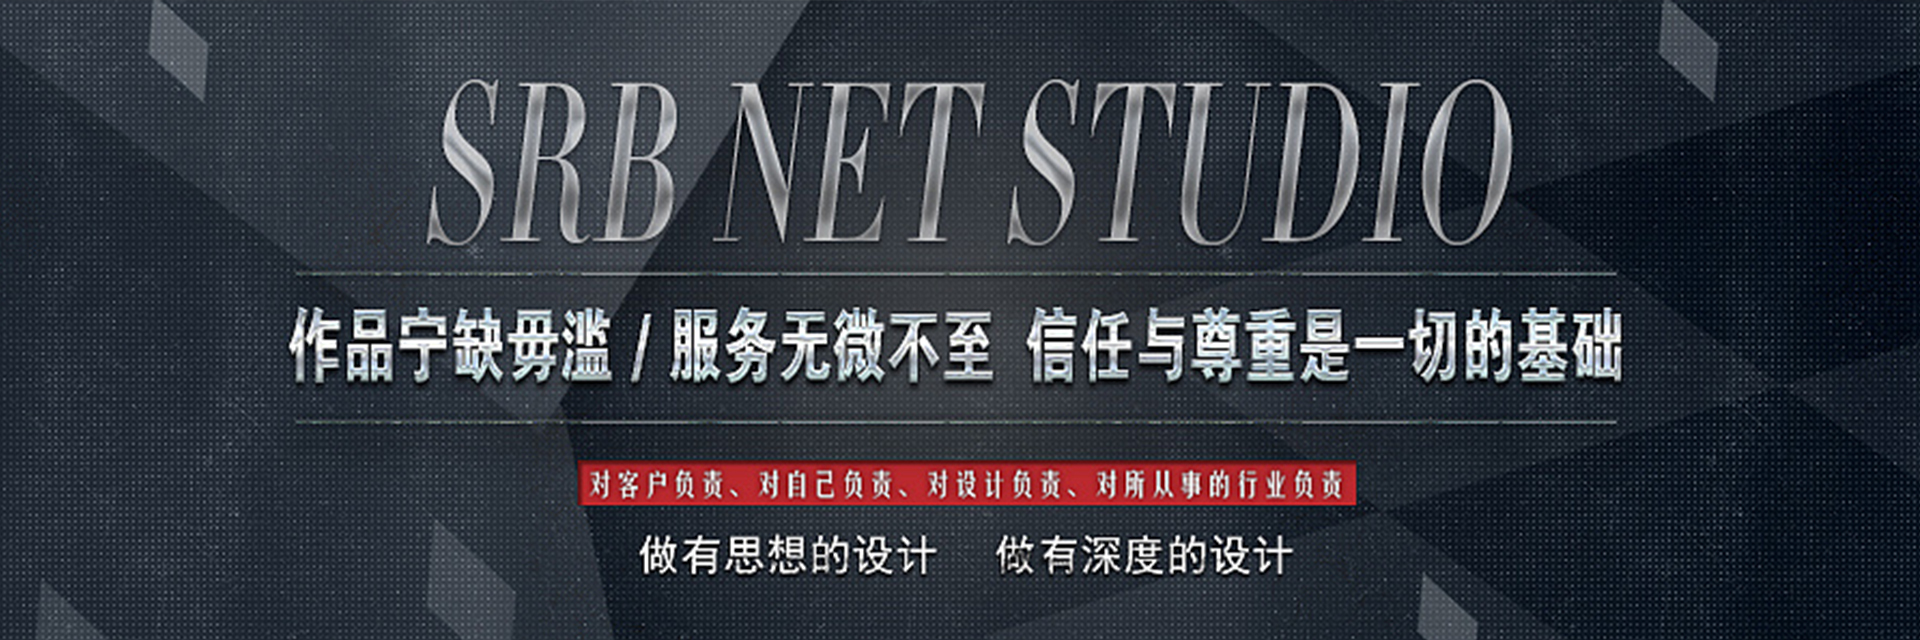 SRB NET STUDIO
作品宁缺毋滥 / 服务无微不至 信任与尊重是一切的基础
对客户负责、对自己负责、对设计负责、对所从事的行业负责
做有思想的设计 做有深度的设计